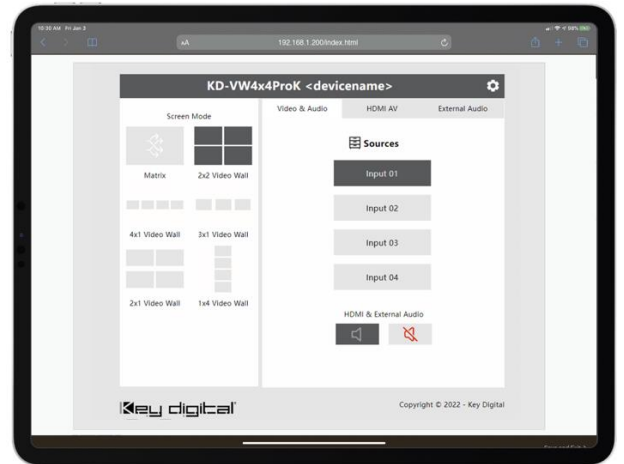 10:30 AM Fri Jan 3
88%
AA
192.168.1.200/index.html
KD-VW4x4ProK <devicename>
Screen Mode
Matrix
2x2 Video Wall
4x1 Video Wall
3x1 Video Wall
2x1 Video Wall
1x4 Video Wall
Video & Audio
HDMI AV
External Audio
Sources
Input 01
Input 02
Input 03
Input 04
HDMI & External Audio
Key digital
Copyright © 2022 - Key Digital